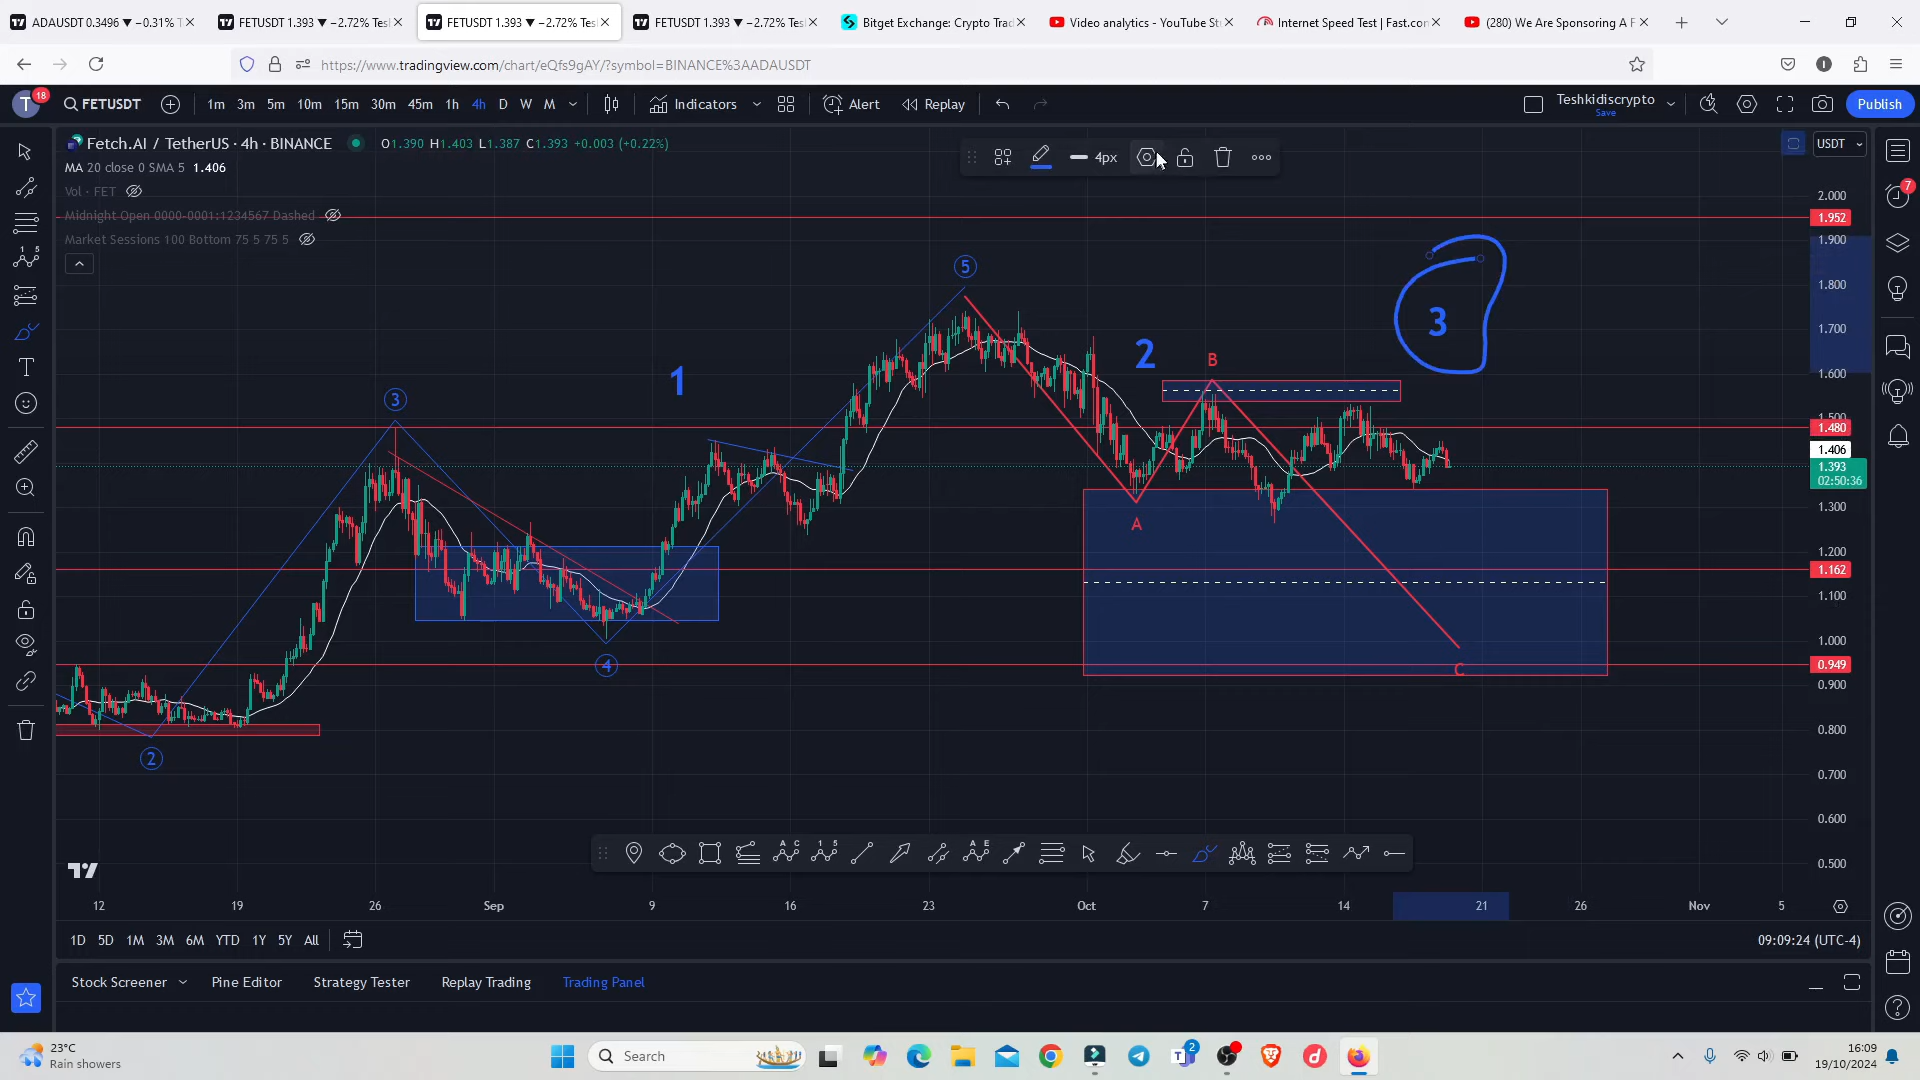 ADAUSDT 0.3496 ▼ −0.31% T
FETUSDT 1.393 ▼ −2.72% Tes
FETUSDT 1.393 ▼ −2.72% Tes
FETUSDT 1.393 ▼ −2.72% Tes
Bitget Exchange: Crypto Trad
Video analytics - YouTube St
Internet Speed Test | Fast.com
(280) We Are Sponsoring A F
https://www.tradingview.com/chart/eQfs9gAY/?symbol=BINANCE%3AADAUSDT
T 18 FETUSDT 1m 3m 5m 10m 15m 30m 45m 1h 4h D W M Indicators Alert Replay Teshkidiscrypto Save Publish
Fetch.AI / TetherUS · 4h · BINANCE O1.390 H1.403 L1.387 C1.393 +0.003 (+0.22%)
4px
USDT
MA 20 close 0 SMA 5 1.406
Vol · FET
Midnight Open 0000-0001:1234567 Dashed
Market Sessions 100 Bottom 75 5 75 5
7
2.000
1.952
1.900
1.800
1.700
1.600
1.500
1.480
1.406
1.393
02:50:36
1.300
1.200
1.162
1.100
1.000
0.949
0.900
0.800
0.700
0.600
0.500
5
3
1
2
B
3
A
4
C
2
12 19 26 Sep 9 16 23 Oct 7 14 21 26 Nov 5
1D 5D 1M 3M 6M YTD 1Y 5Y All
09:09:24 (UTC-4)
Stock Screener Pine Editor Strategy Tester Replay Trading Trading Panel
23°C
Rain showers
Search
2
16:09
19/10/2024